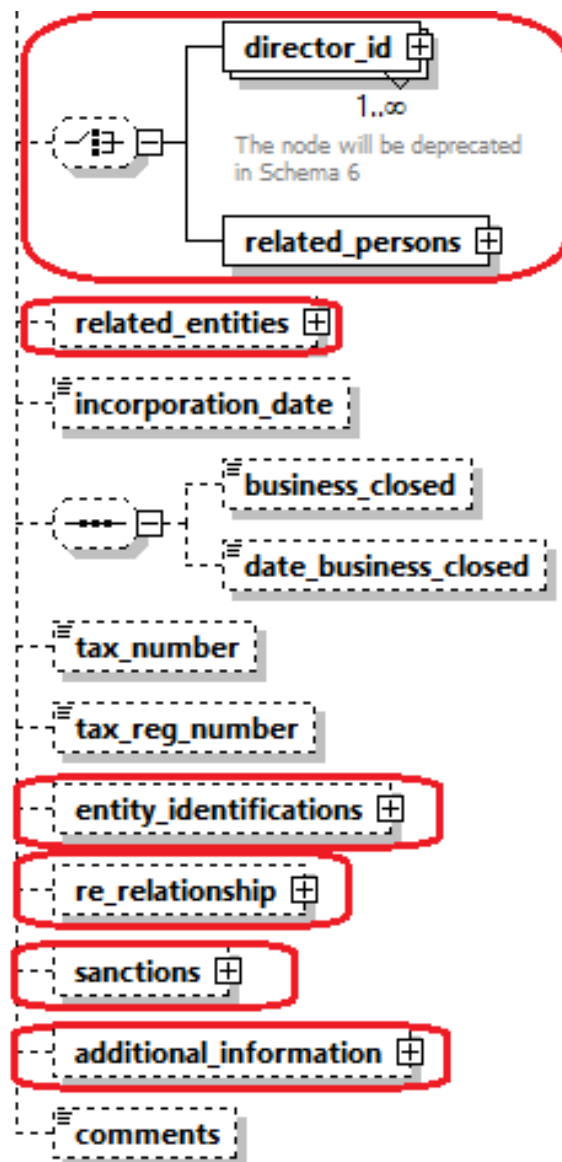 director_id
1..∞
The node will be deprecated
in Schema 6
related_persons
related_entities
incorporation_date
business_closed
date_business_closed
tax_number
tax_reg_number
entity_identifications
re_relationship
sanctions
additional_information
comments